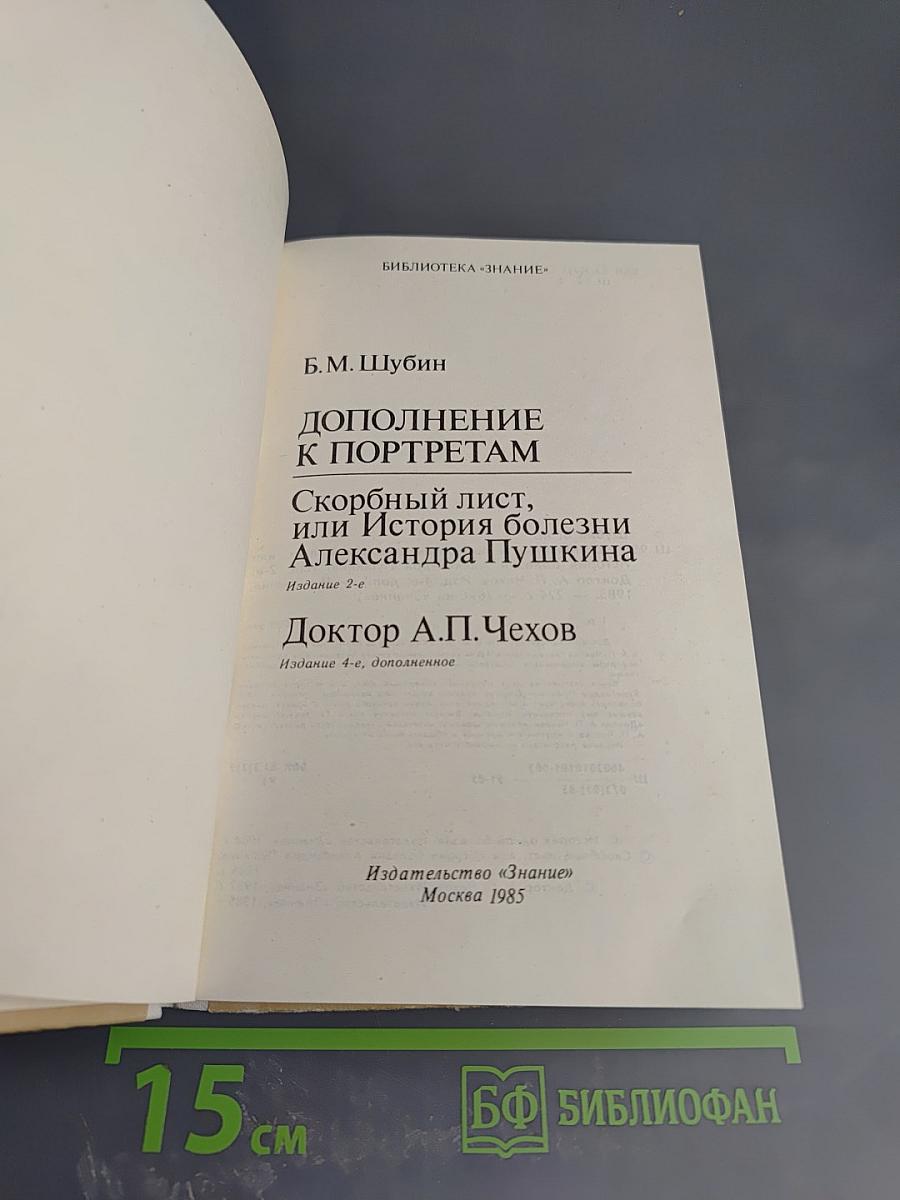 БИБЛИОТЕКА «ЗНАНИЕ»
Б. М. Шубин
ДОПОЛНЕНИЕ
К ПОРТРЕТАМ
Скорбный лист,
или История болезни
Александра Пушкина
Издание 2-е
Доктор А.П.Чехов
Издание 4-е, дополненное
Издательство «Знание»
Москва 1985
15 см
БФ БИБЛИОФАН